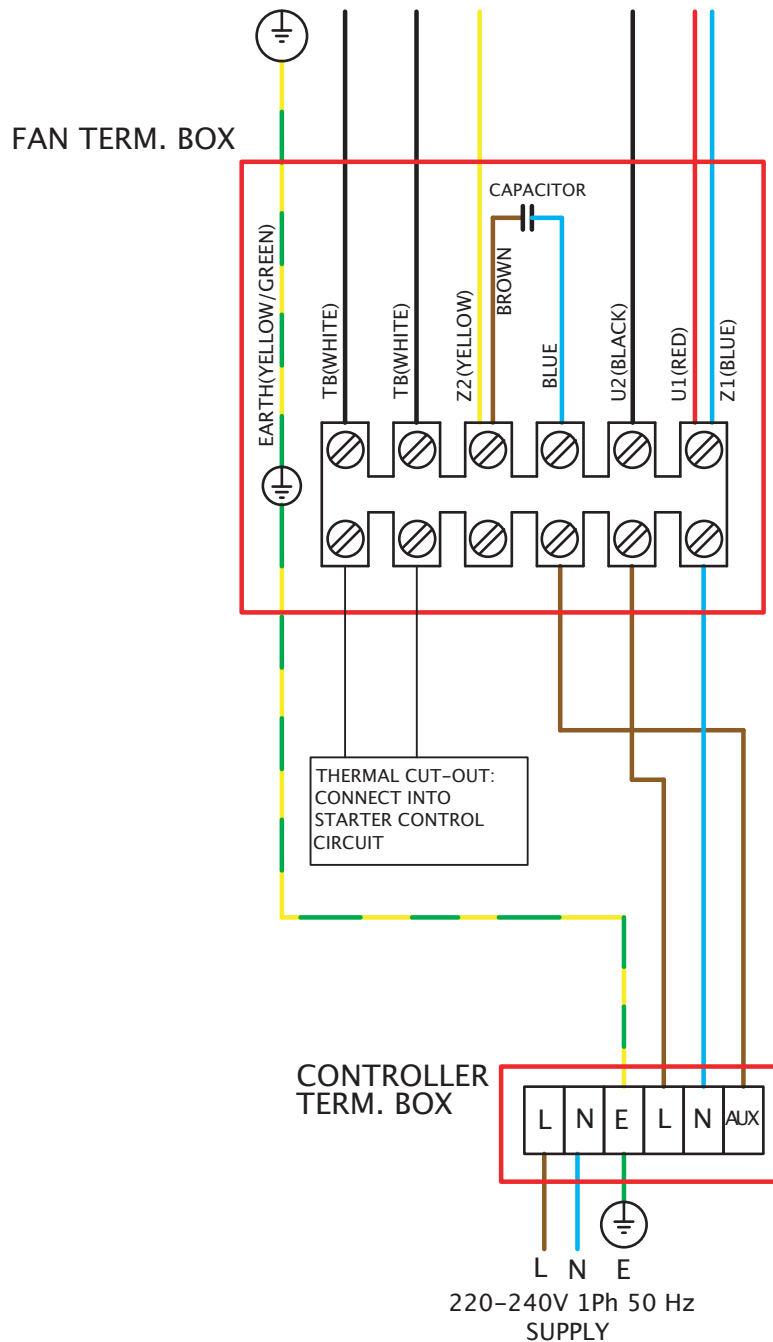 FAN TERM. BOX
CAPACITOR
EARTH(YELLOW/GREEN)
TB(WHITE)
TB(WHITE)
Z2(YELLOW)
BROWN
BLUE
U2(BLACK)
U1(RED)
Z1(BLUE)
THERMAL CUT-OUT:
CONNECT INTO
STARTER CONTROL
CIRCUIT
CONTROLLER
TERM. BOX
L N E L N AUX
L N E
220-240V 1Ph 50 Hz
SUPPLY